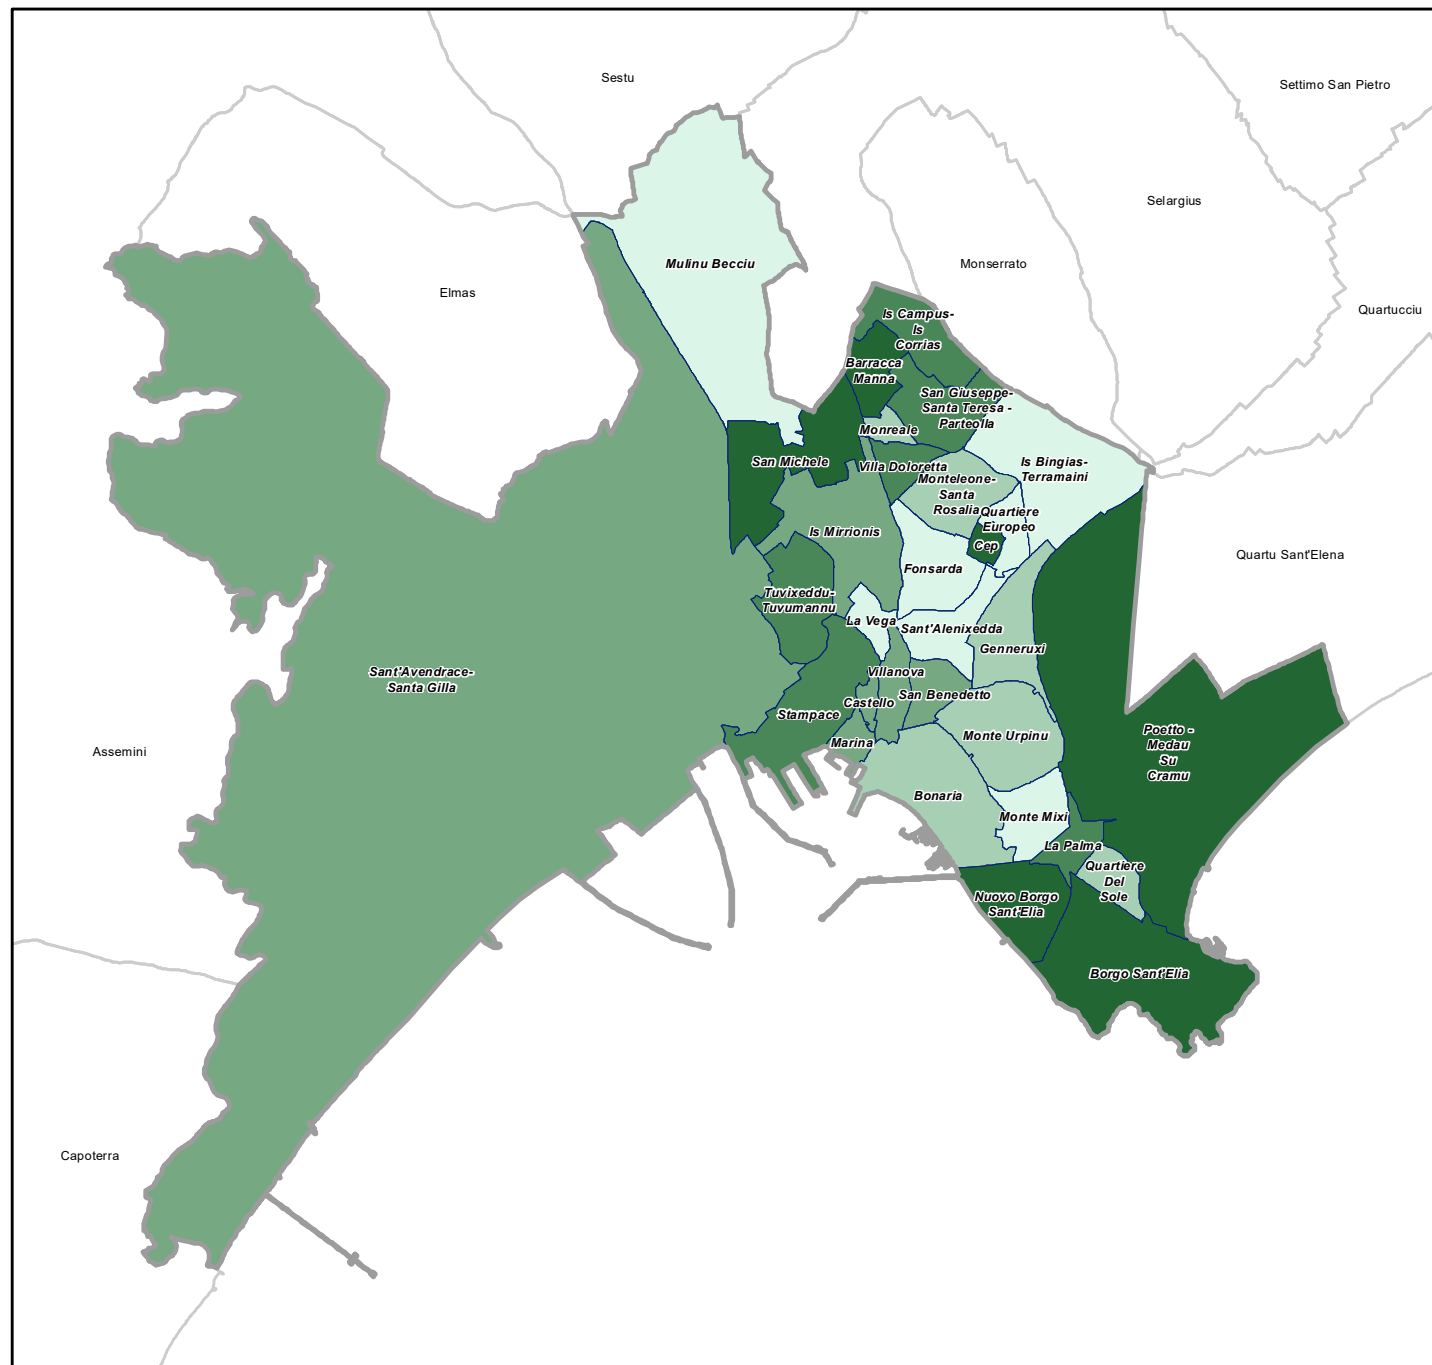 Sestu
Settimo San Pietro
Selargius
Mulinu Becciu
Monserrato
Elmas
Quartucciu
Is Campus-
Is
Corrias
Barracca
Manna
San Giuseppe-
Santa Teresa -
Parteolla
Monreale
San Michele
Villa Doloretta
Is Bingias-
Terramaini
Monteleone-
Santa
Rosalia
Quartiere
Europeo
Is Mirrionis
Cep
Quartu Sant'Elena
Fonsarda
Tuvixeddu-
Tuvumannu
La Vega
Sant'Alenixedda
Genneruxi
Sant'Avendrace-
Santa Gilla
Villanova
San Benedetto
Castello
Stampace
Marina
Monte Urpinu
Poetto -
Medau
Su
Cramu
Assemini
Bonaria
Monte Mixi
La Palma
Quartiere
Del
Sole
Nuovo Borgo
Sant'Elia
Borgo Sant'Elia
Capoterra